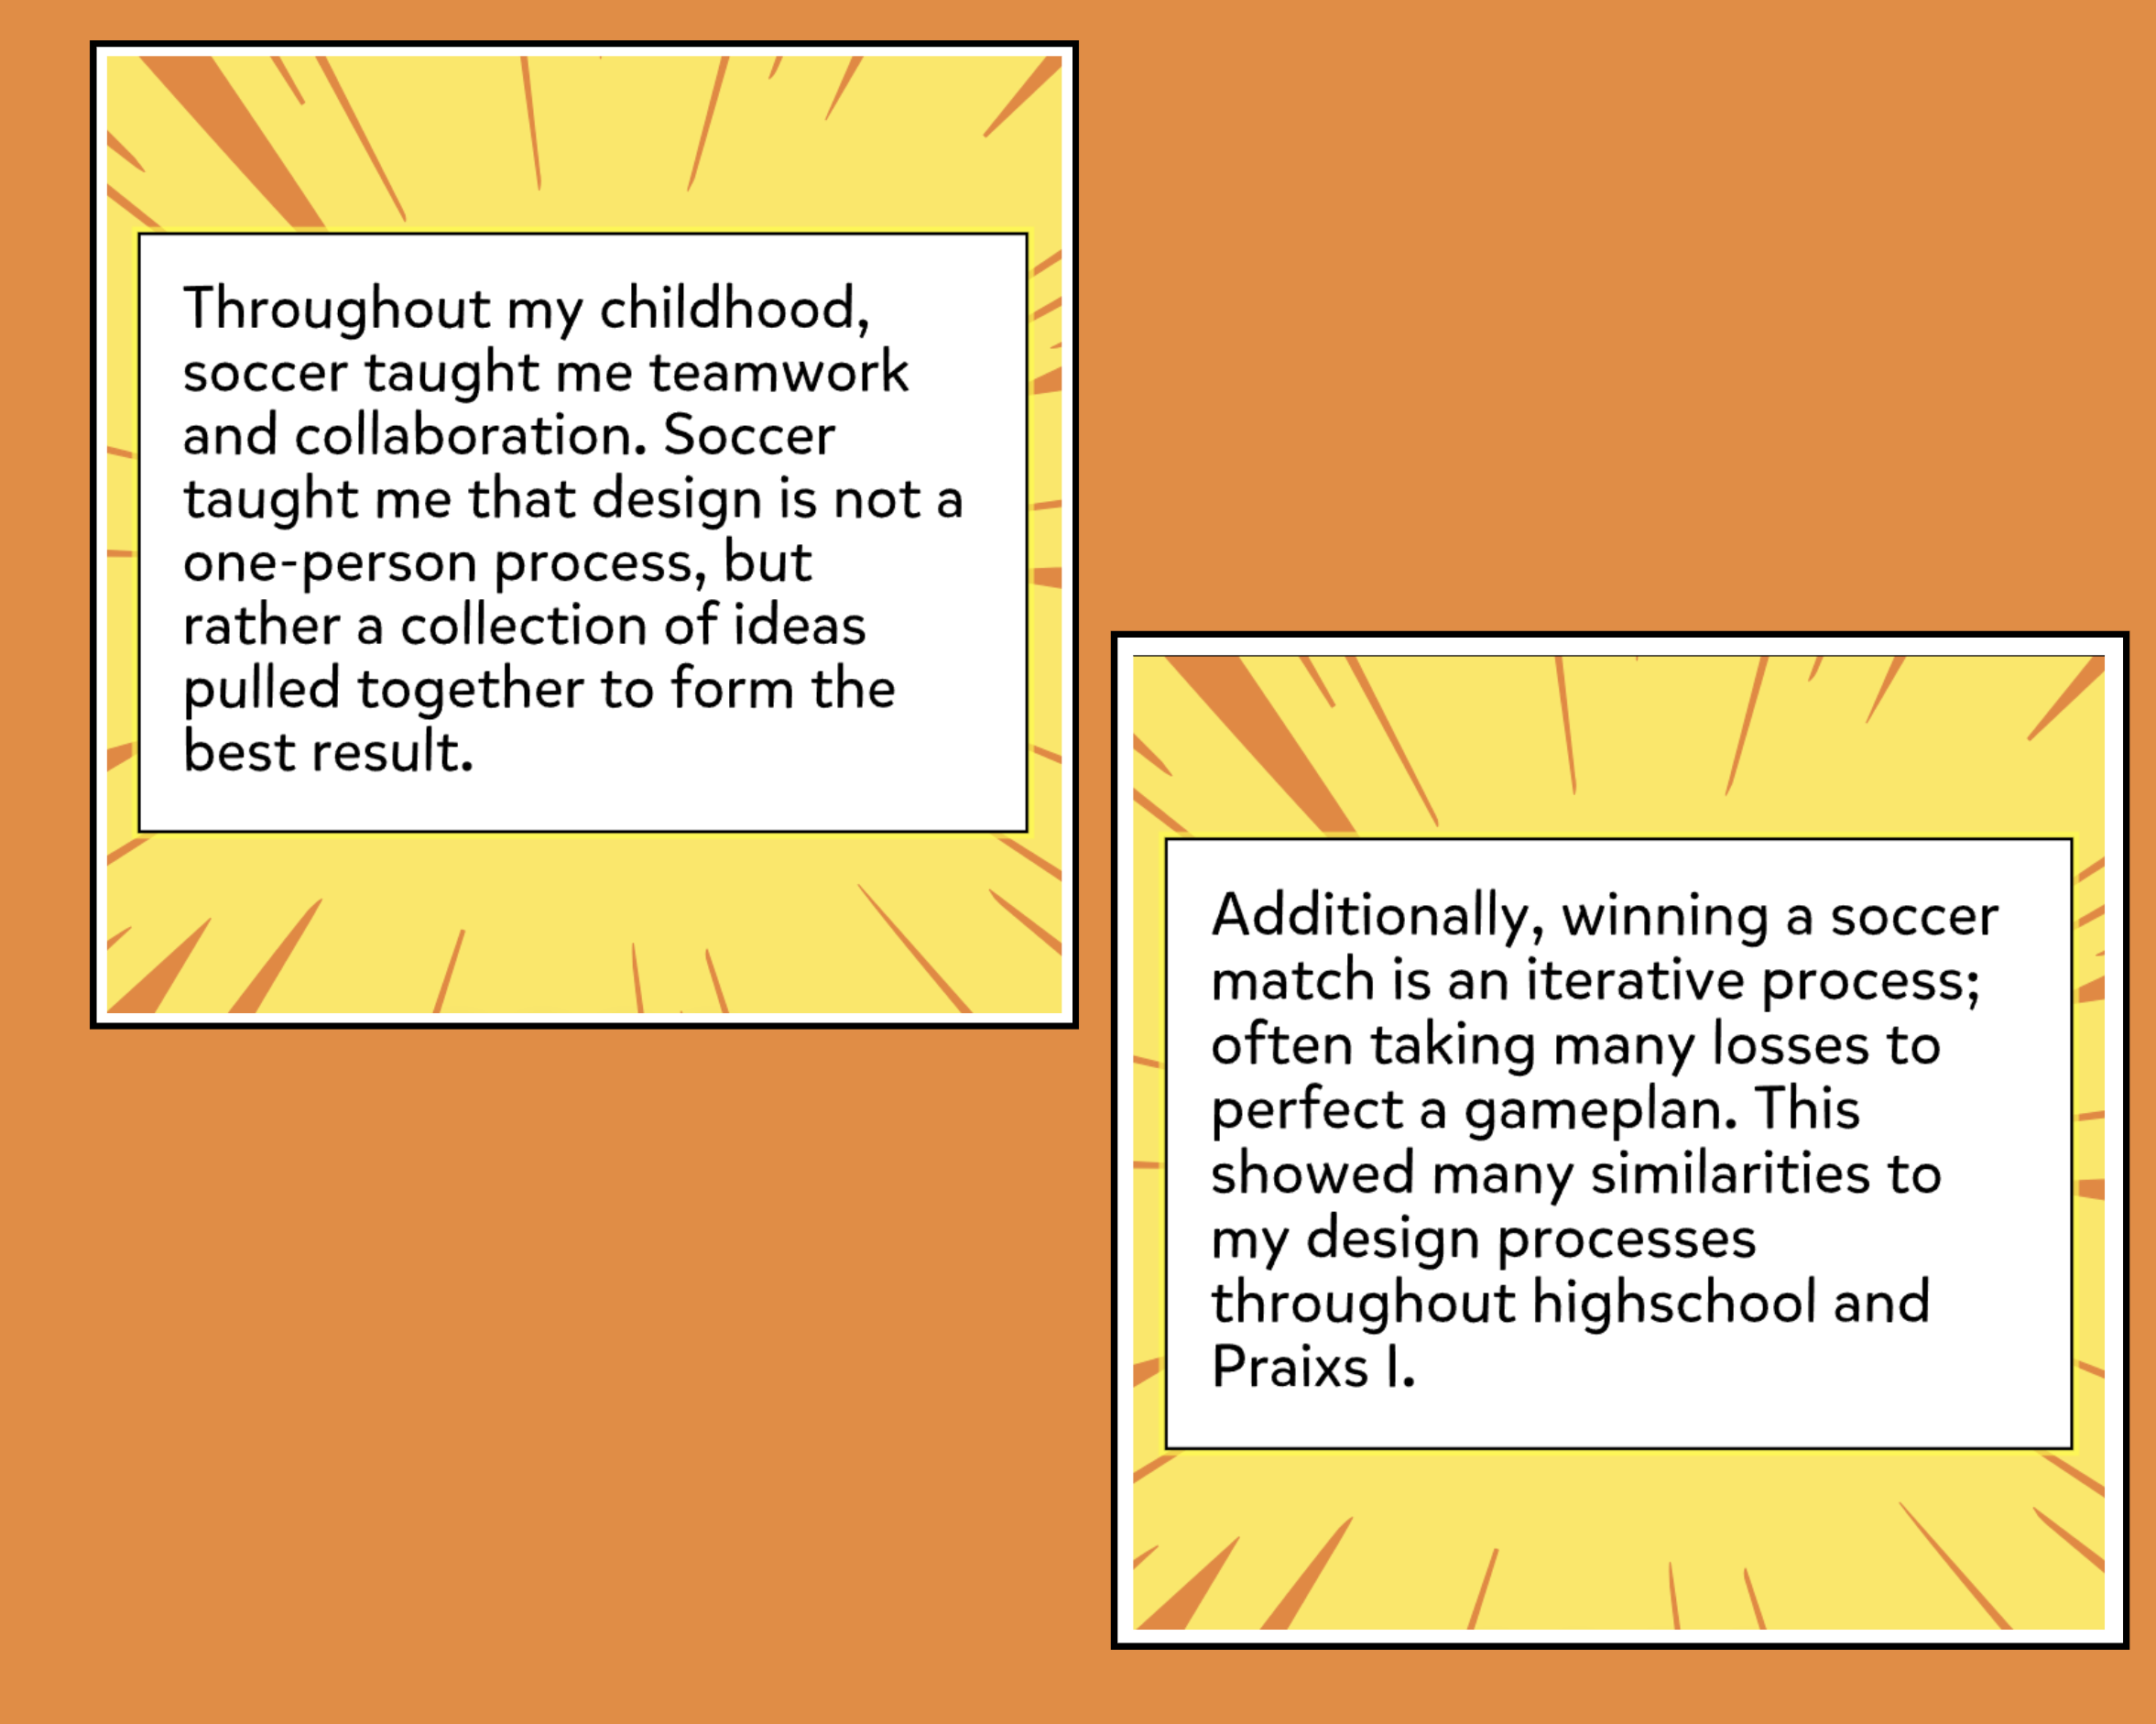 Throughout my childhood,
soccer taught me teamwork
and collaboration. Soccer
taught me that design is not a
one-person process, but
rather a collection of ideas
pulled together to form the
best result.
Additionally, winning a soccer
match is an iterative process;
often taking many losses to
perfect a gameplan. This
showed many similarities to
my design processes
throughout highschool and
Praixs I.